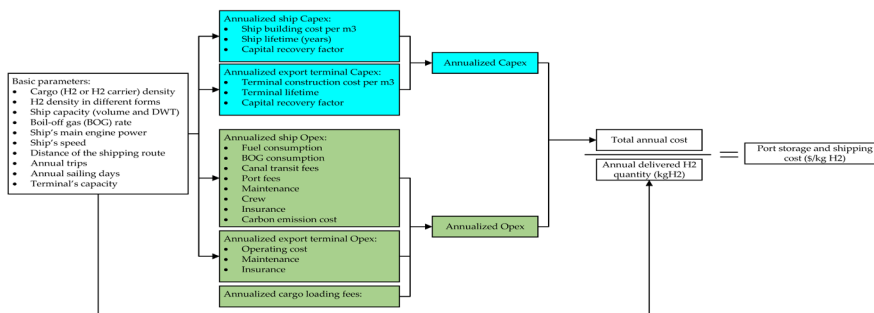 Basic parameters:
• Cargo (H2 or H2 carrier) density
• H2 density in different forms
• Ship capacity (volume and DWT)
• Boil-off gas (BOG) rate
• Ship's main engine power
• Ship's speed
• Distance of the shipping route
• Annual trips
• Annual sailing days
• Terminal's capacity
Annualized ship Capex:
• Ship building cost per m3
• Ship lifetime (years)
• Capital recovery factor
Annualized export terminal Capex:
• Terminal construction cost per m3
• Terminal lifetime
• Capital recovery factor
Annualized ship Opex:
• Fuel consumption
• BOG consumption
• Canal transit fees
• Port fees
• Maintenance
• Crew
• Insurance
• Carbon emission cost
Annualized export terminal Opex:
• Operating cost
• Maintenance
• Insurance
Annualized cargo loading fees:
Annualized Capex
Annualized Opex
Total annual cost
Annual delivered H2
quantity (kgH2)
=
Port storage and shipping
cost ($/kg H2)